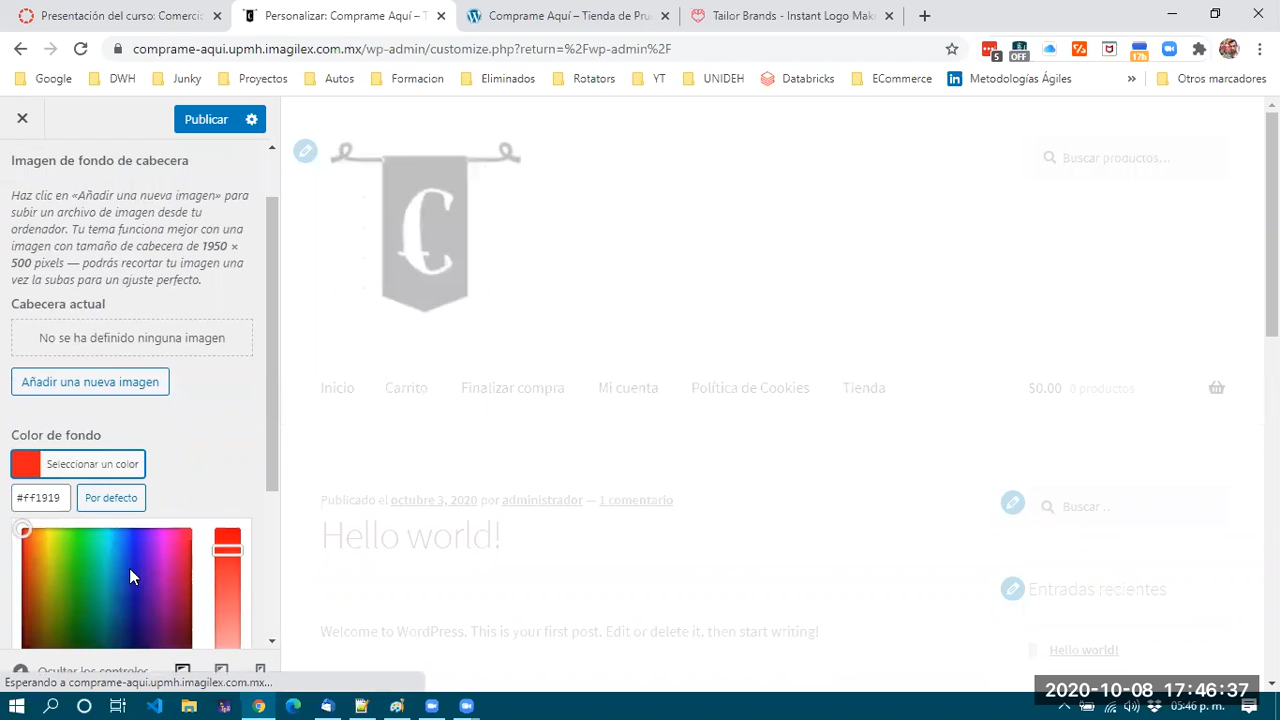 Presentación del curso: Comerci
Personalizar: Comprame Aquí – T
Comprame Aquí – Tienda de Pru
Tailor Brands - Instant Logo Mak
comprame-aqui.upmh.imagilex.com.mx/wp-admin/customize.php?return=%2Fwp-admin%2F
5
OFF
17h
Google
DWH
Junky
Proyectos
Autos
Formacion
Eliminados
Rotators
YT
UNIDEH
Databricks
ECommerce
Metodologías Ágiles
»
Otros marcadores
Publicar
Imagen de fondo de cabecera
Haz clic en «Añadir una nueva imagen» para
subir un archivo de imagen desde tu
ordenador. Tu tema funciona mejor con una
imagen con tamaño de cabecera de 1950 ×
500 pixels — podrás recortar tu imagen una
vez la subas para un ajuste perfecto.
Cabecera actual
No se ha definido ninguna imagen
Añadir una nueva imagen
Color de fondo
Seleccionar un color
#ff1919
Por defecto
Ocultar los controles
Esperando a comprame-aqui.upmh.imagilex.com.mx...
C
Buscar productos…
Inicio
Carrito
Finalizar compra
Mi cuenta
Política de Cookies
Tienda
$0.00 0 productos
Publicado el octubre 3, 2020 por administrador — 1 comentario
Hello world!
Welcome to WordPress. This is your first post. Edit or delete it, then start writing!
Buscar ..
Entradas recientes
Hello world!
2020-10-08 17:46:37
05:46 p. m.